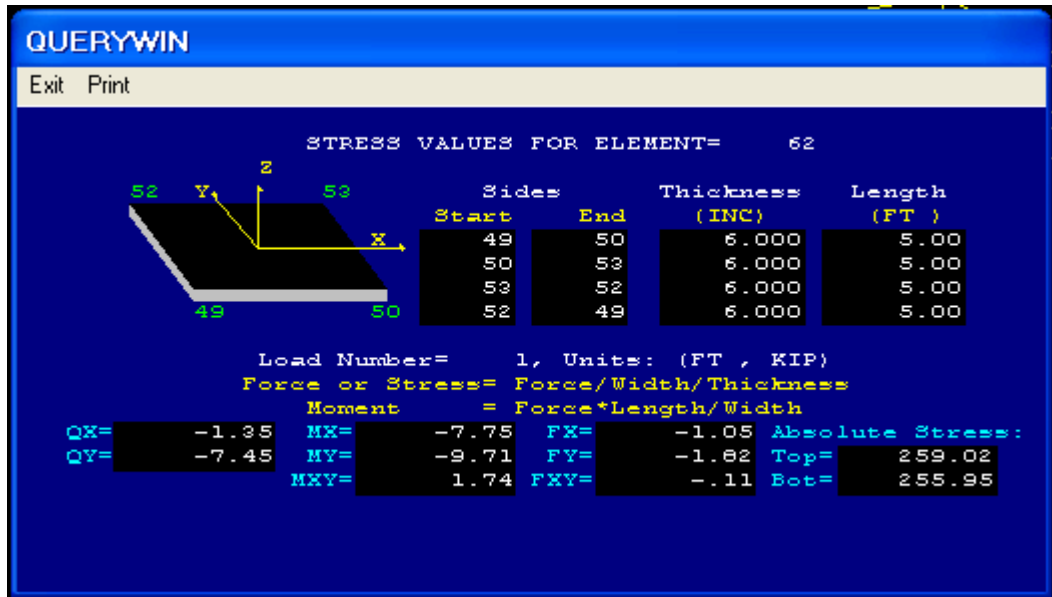 QUERYWIN
Exit Print
STRESS VALUES FOR ELEMENT= 62
Z
52 Y 53 Sides Thickness Length
Start End (INC) (FT )
X 49 50 6.000 5.00
50 53 6.000 5.00
53 52 6.000 5.00
49 50 52 49 6.000 5.00
Load Number= 1, Units: (FT , KIP)
Force or Stress= Force/Width/Thickness
Moment = Force*Length/Width
QX= -1.35 MX= -7.75 FX= -1.05 Absolute Stress:
QY= -7.45 MY= -9.71 FY= -1.82 Top= 259.02
MXY= 1.74 FXY= -.11 Bot= 255.95